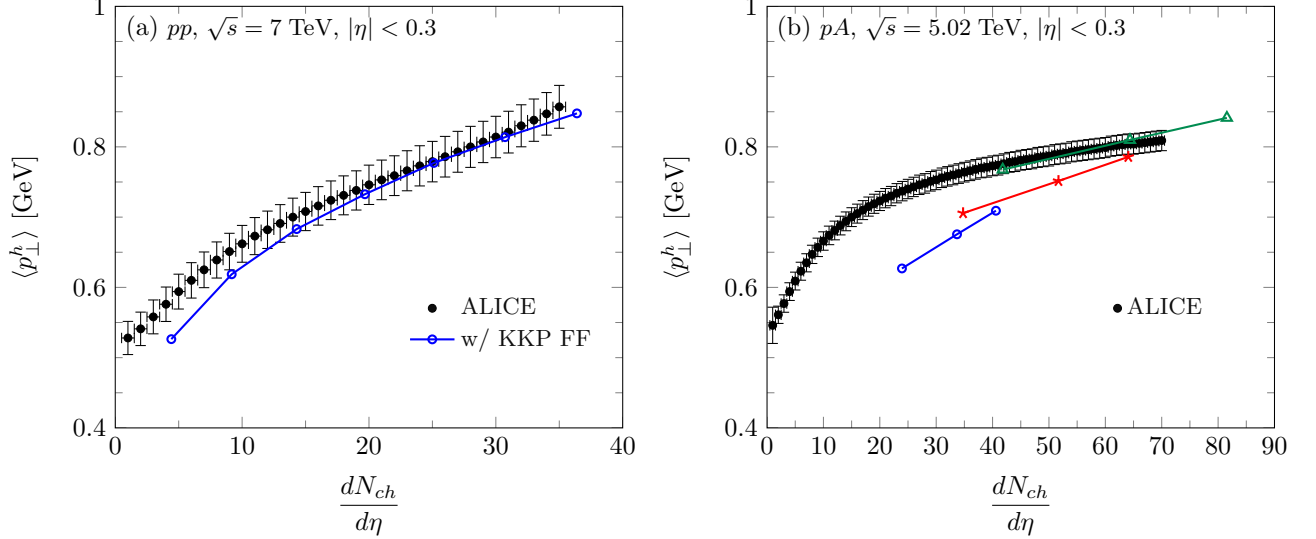 (a) pp, √s = 7 TeV, |η| < 0.3
1
0.8
0.6
0.4
⟨p⊥^h⟩ [GeV]
ALICE
w/ KKP FF
0 10 20 30 40
dN_ch
dη
(b) pA, √s = 5.02 TeV, |η| < 0.3
1
0.8
0.6
0.4
⟨p⊥^h⟩ [GeV]
ALICE
0 10 20 30 40 50 60 70 80 90
dN_ch
dη